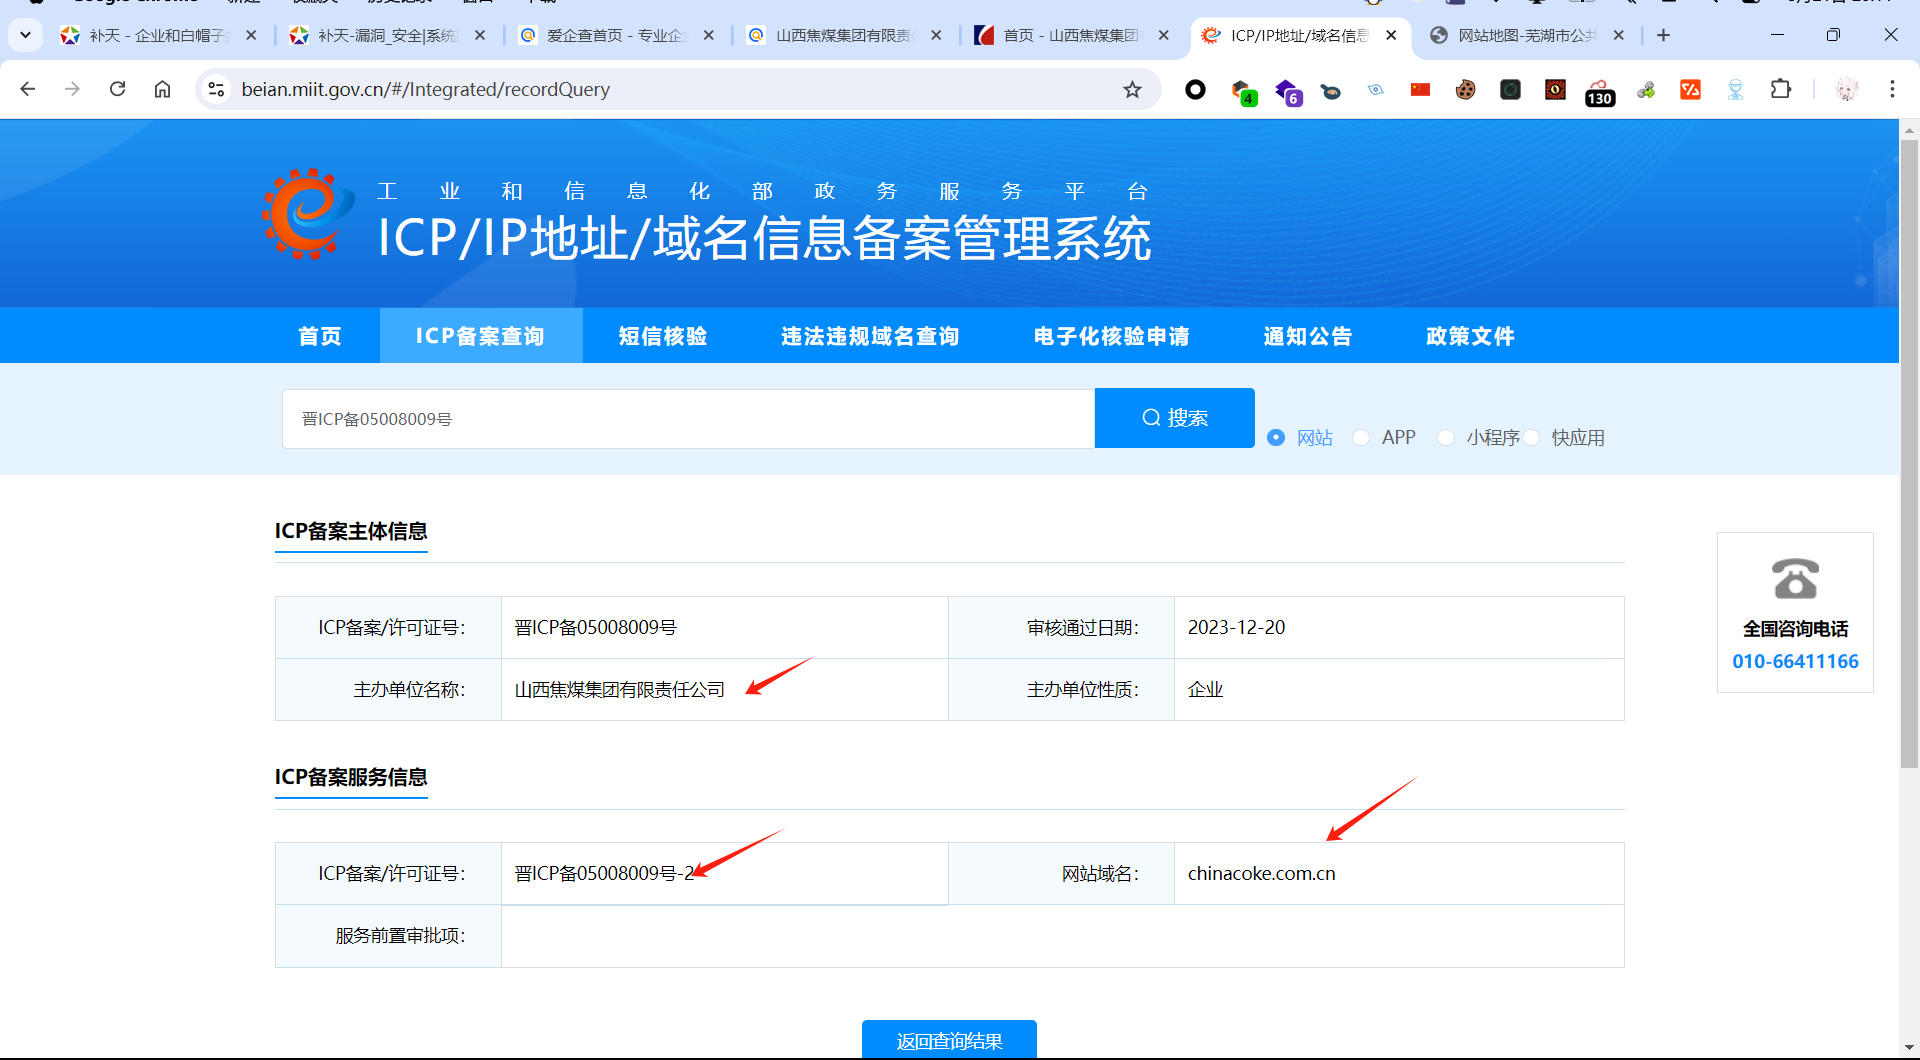 补天 - 企业和白帽子
补天-漏洞_安全|系统
爱企查首页 - 专业企业
山西焦煤集团有限责
首页 - 山西焦煤集团
ICP/IP地址/域名信息
网站地图-芜湖市公共
beian.miit.gov.cn/#/Integrated/recordQuery
4
6
130
工业和信息化部政务服务平台
ICP/IP地址/域名信息备案管理系统
首页
ICP备案查询
短信核验
违法违规域名查询
电子化核验申请
通知公告
政策文件
晋ICP备05008009号
搜索
网站
APP
小程序
快应用
ICP备案主体信息
ICP备案/许可证号：
晋ICP备05008009号
审核通过日期：
2023-12-20
主办单位名称：
山西焦煤集团有限责任公司
主办单位性质：
企业
全国咨询电话
010-66411166
ICP备案服务信息
ICP备案/许可证号：
晋ICP备05008009号-2
网站域名：
chinacoke.com.cn
服务前置审批项：
返回查询结果